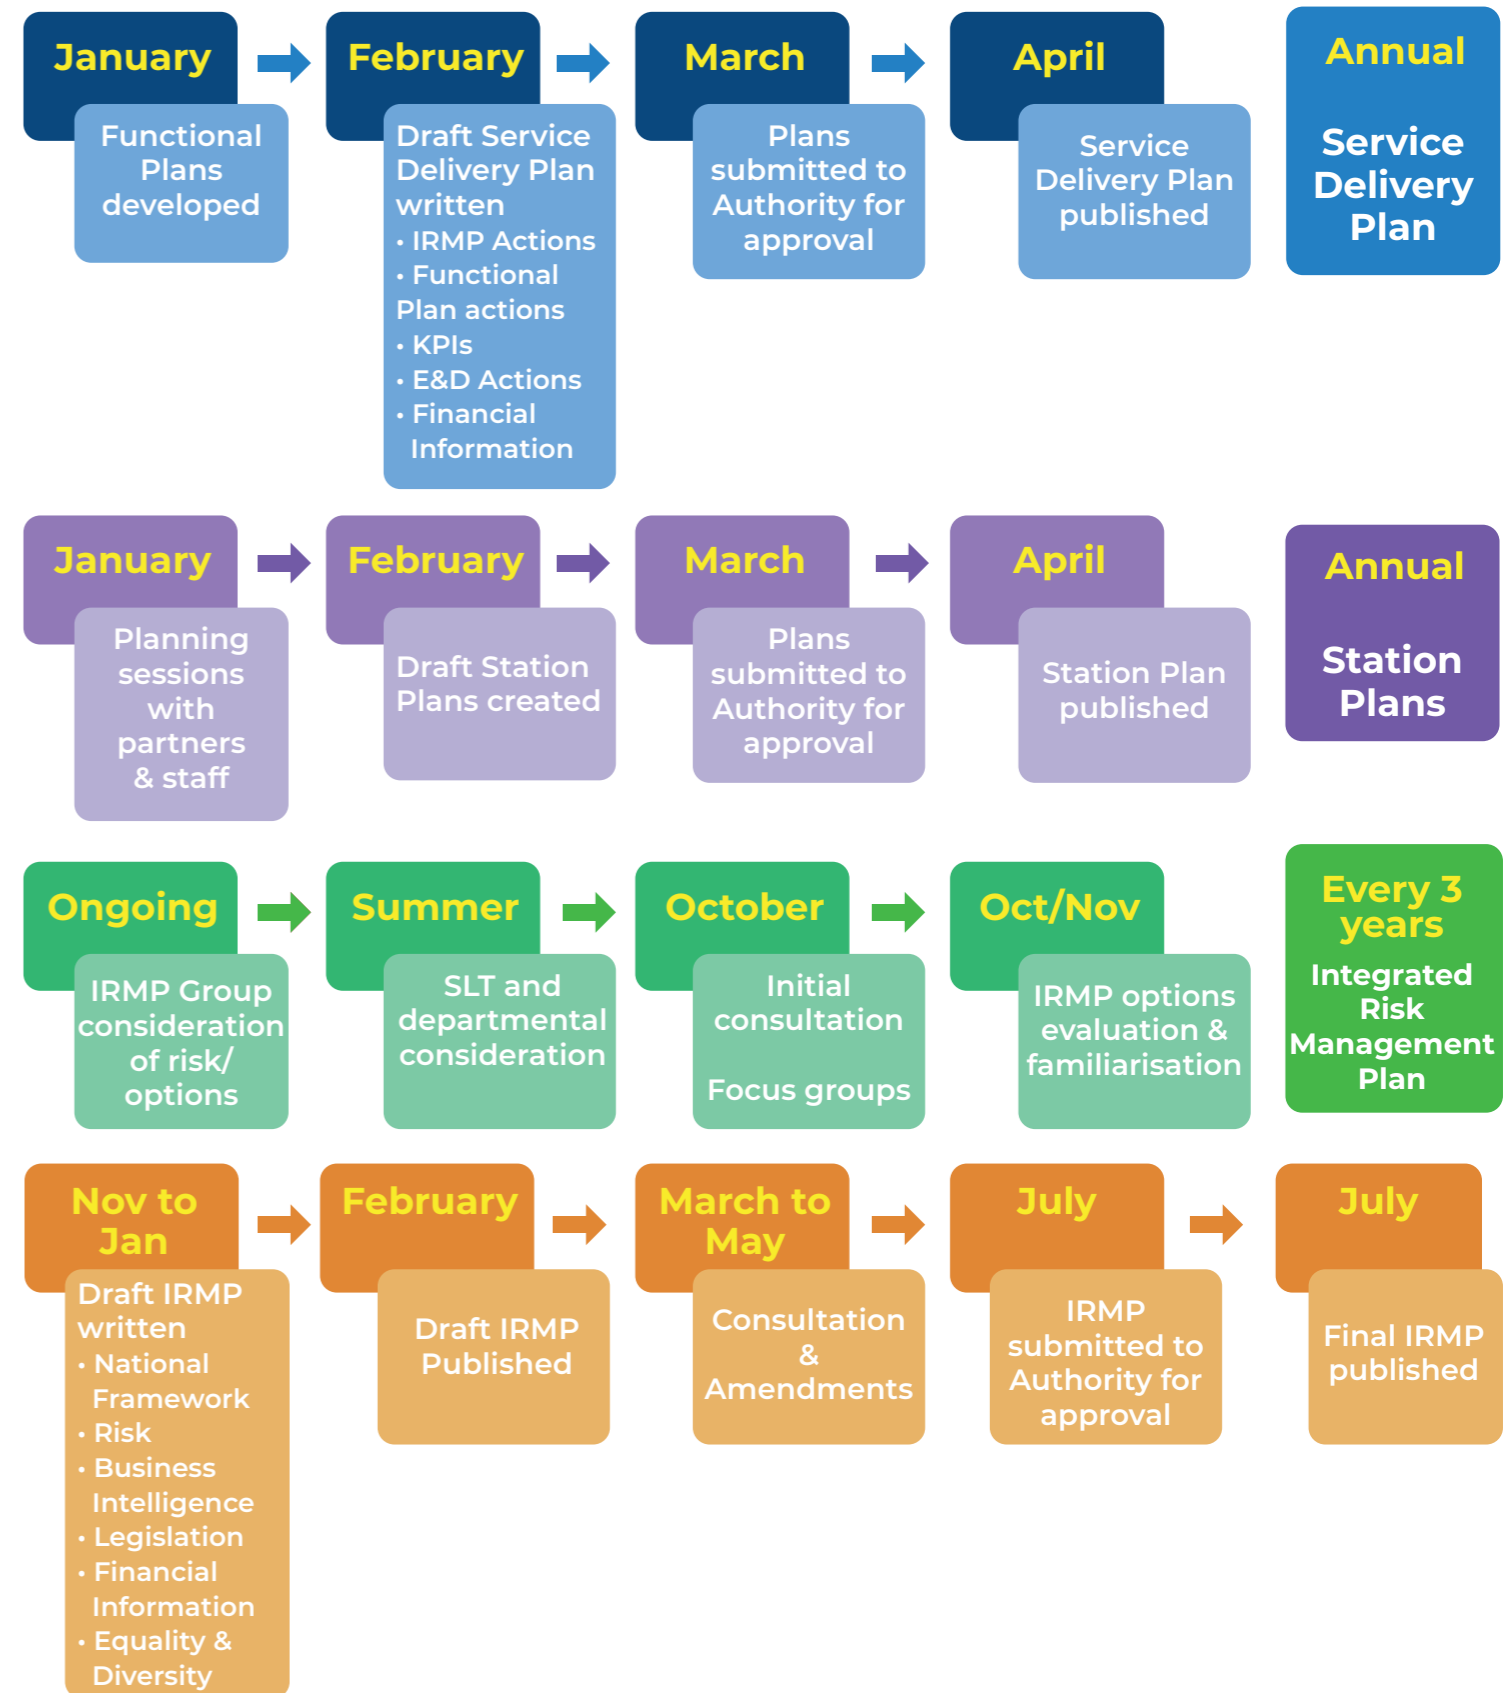 January
Functional
Plans
developed
February
Draft Service
Delivery Plan
written
• IRMP Actions
• Functional
Plan actions
• KPIs
• E&D Actions
• Financial
Information
March
Plans
submitted to
Authority for
approval
April
Service
Delivery Plan
published
Annual
Service
Delivery
Plan
January
Planning
sessions
with
partners
& staff
February
Draft Station
Plans created
March
Plans
submitted to
Authority for
approval
April
Station Plan
published
Annual
Station
Plans
Ongoing
IRMP Group
consideration
of risk/
options
Summer
SLT and
departmental
consideration
October
Initial
consultation
Focus groups
Oct/Nov
IRMP options
evaluation &
familiarisation
Every 3
years
Integrated
Risk
Management
Plan
Nov to
Jan
Draft IRMP
written
• National
Framework
• Risk
• Business
Intelligence
• Legislation
• Financial
Information
• Equality &
Diversity
February
Draft IRMP
Published
March to
May
Consultation
&
Amendments
July
IRMP
submitted to
Authority for
approval
July
Final IRMP
published